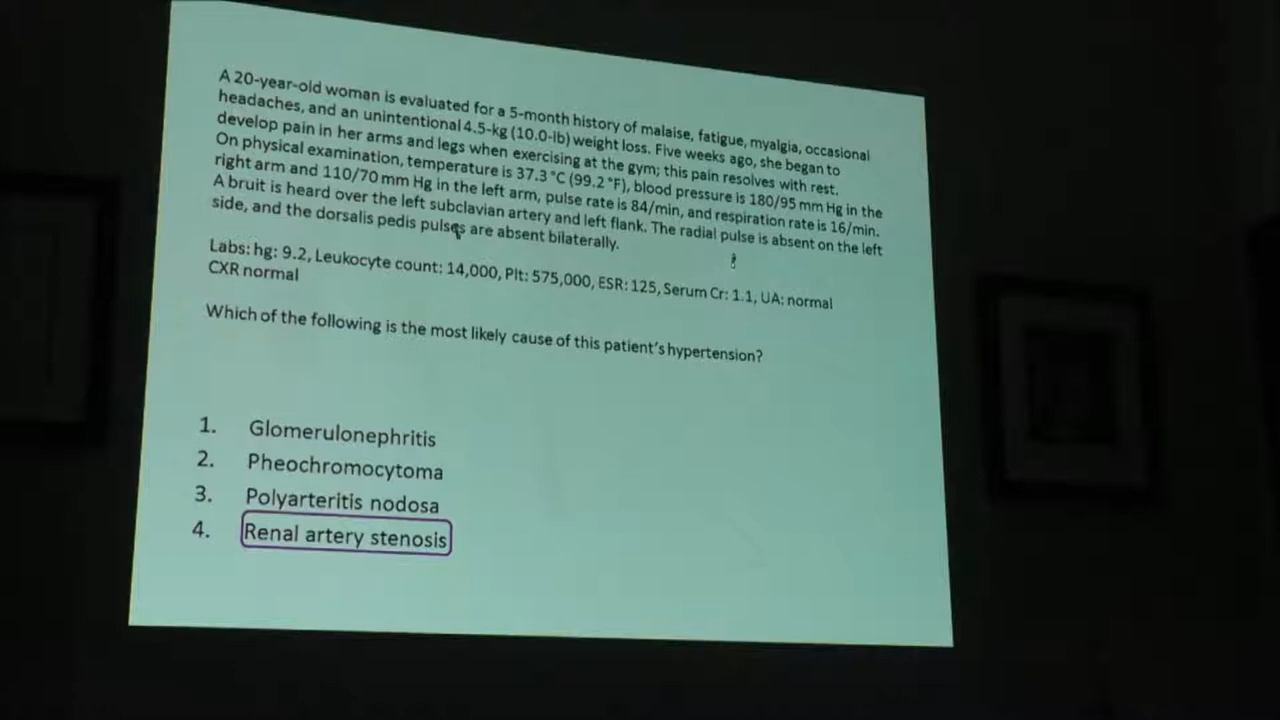 A 20-year-old woman is evaluated for a 5-month history of malaise, fatigue, myalgia, occasional
headaches, and an unintentional 4.5-kg (10.0-lb) weight loss. Five weeks ago, she began to
develop pain in her arms and legs when exercising at the gym; this pain resolves with rest.
On physical examination, temperature is 37.3 °C (99.2 °F), blood pressure is 180/95 mm Hg in the
right arm and 110/70 mm Hg in the left arm, pulse rate is 84/min, and respiration rate is 16/min.
A bruit is heard over the left subclavian artery and left flank. The radial pulse is absent on the left
side, and the dorsalis pedis pulses are absent bilaterally.
Labs: hg: 9.2, Leukocyte count: 14,000, Plt: 575,000, ESR: 125, Serum Cr: 1.1, UA: normal
CXR normal
Which of the following is the most likely cause of this patient's hypertension?
1. Glomerulonephritis
2. Pheochromocytoma
3. Polyarteritis nodosa
4. Renal artery stenosis